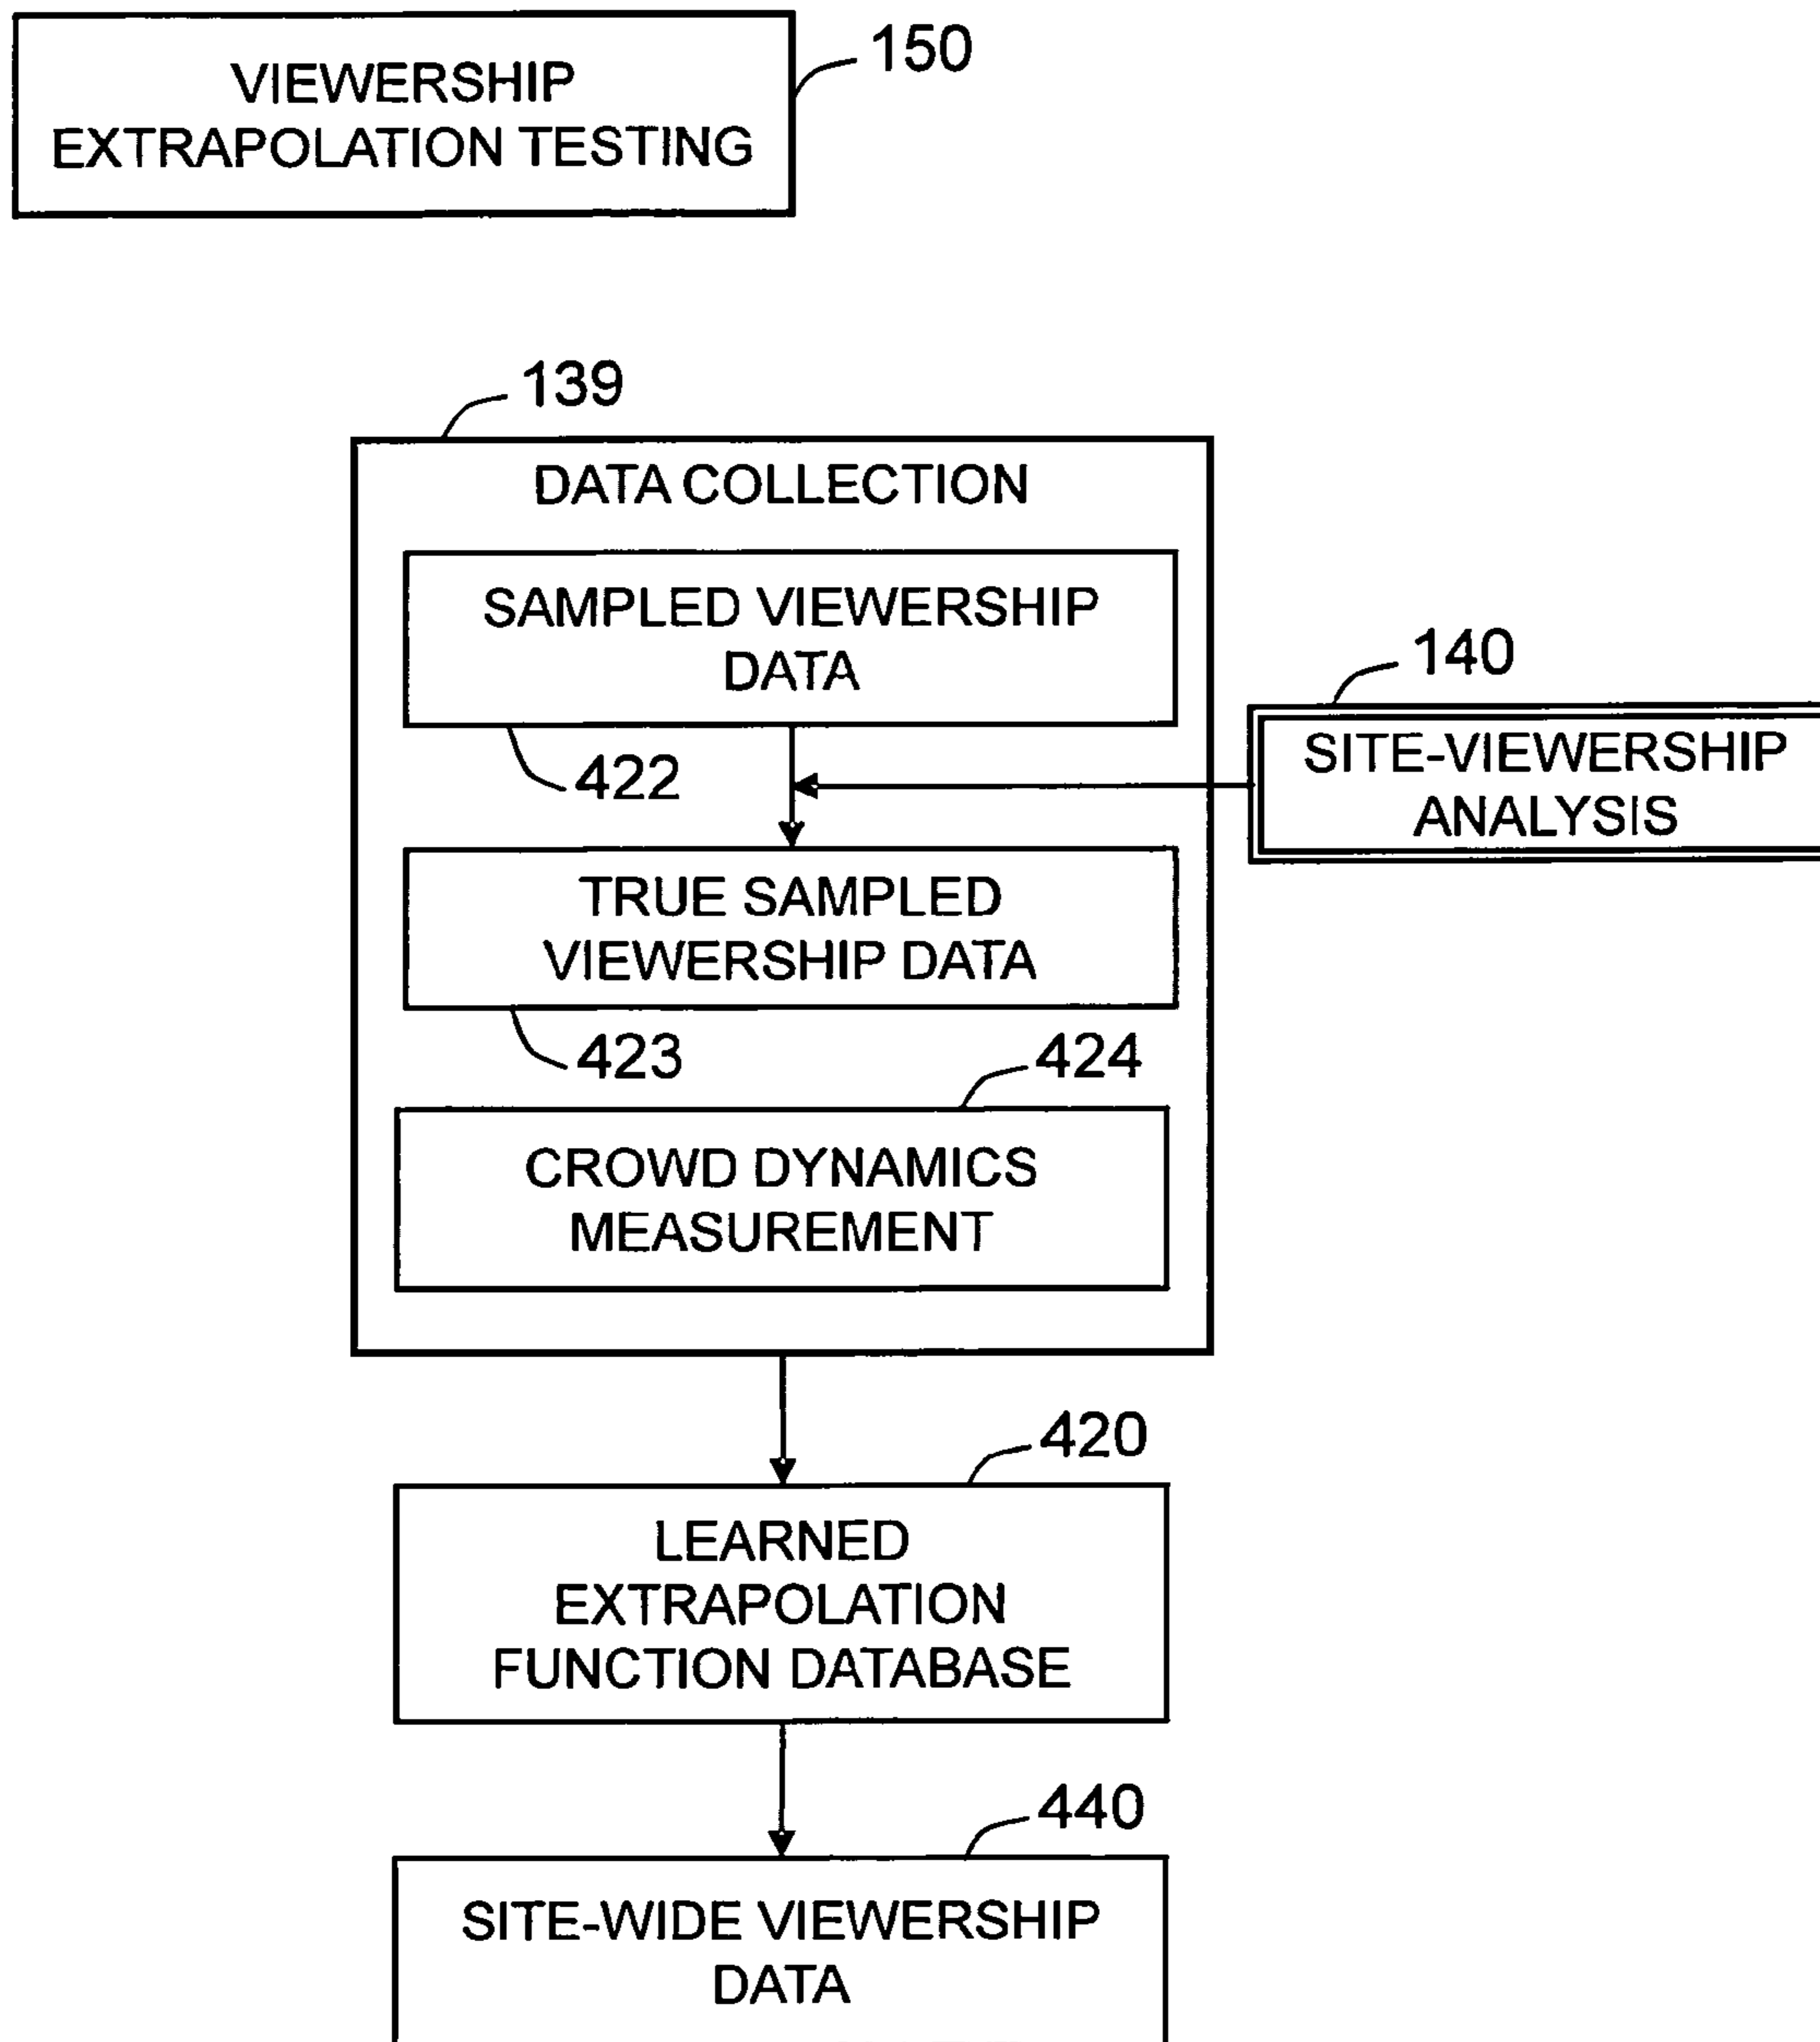 VIEWERSHIP
EXTRAPOLATION TESTING
150
139
DATA COLLECTION
SAMPLED VIEWERSHIP
DATA
422
140
SITE-VIEWERSHIP
ANALYSIS
TRUE SAMPLED
VIEWERSHIP DATA
423
424
CROWD DYNAMICS
MEASUREMENT
420
LEARNED
EXTRAPOLATION
FUNCTION DATABASE
440
SITE-WIDE VIEWERSHIP
DATA